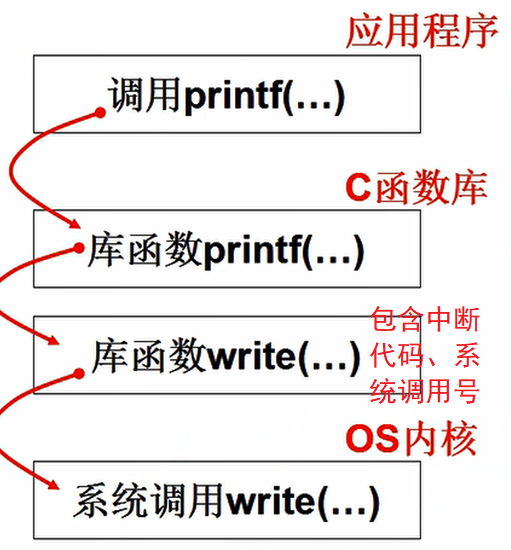 应用程序
调用printf(…)
C函数库
库函数printf(…)
包含中断
库函数write(…)
代码、系
统调用号
OS内核
系统调用write(…)